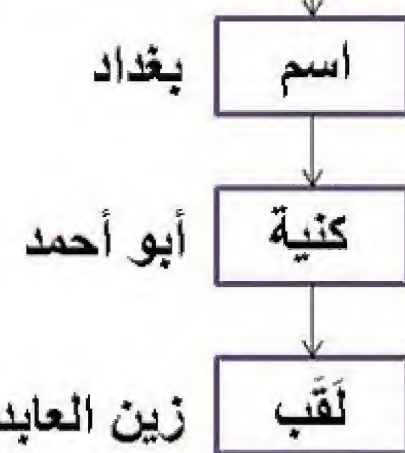 اسم بغداد
كنية أبو أحمد
لَقَب زين العابد